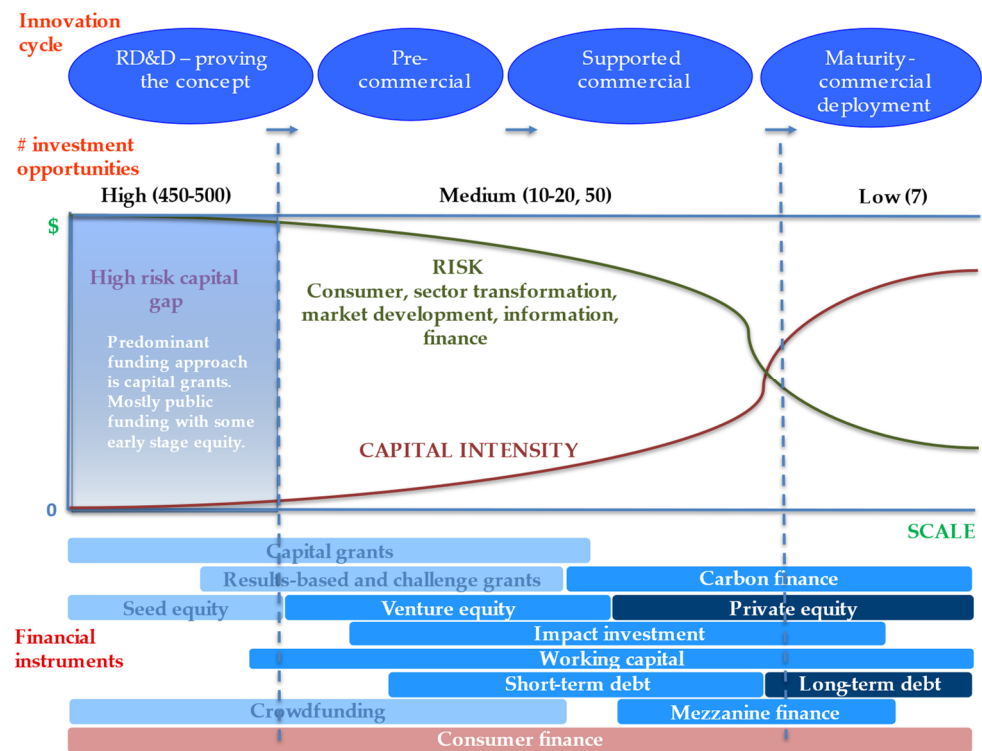 Innovation
cycle
RD&D – proving
the concept
Pre-
commercial
Supported
commercial
Maturity-
commercial
deployment
# investment
opportunities
High (450-500)
Medium (10-20, 50)
Low (7)
$
High risk capital
gap
Predominant
funding approach
is capital grants.
Mostly public
funding with some
early stage equity.
RISK
Consumer, sector transformation,
market development, information,
finance
CAPITAL INTENSITY
0
SCALE
Financial
instruments
Capital grants
Results-based and challenge grants
Carbon finance
Seed equity
Venture equity
Private equity
Impact investment
Working capital
Short-term debt
Long-term debt
Crowdfunding
Mezzanine finance
Consumer finance